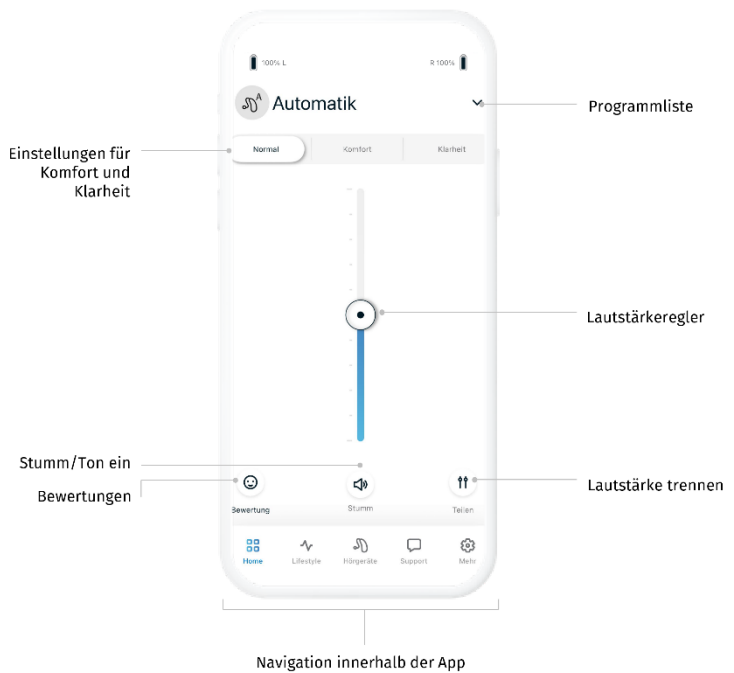 100% L
R 100%
Automatik
Programmliste
Einstellungen für
Komfort und
Klarheit
Normal
Komfort
Klarheit
Lautstärkeregler
Stumm/Ton ein
Bewertungen
Lautstärke trennen
Bewertung
Stumm
Teilen
Home
Lifestyle
Hörgeräte
Support
Mehr
Navigation innerhalb der App